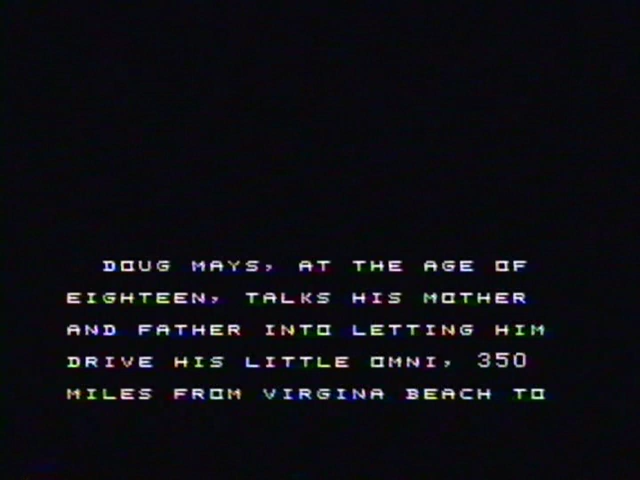 DOUG MAYS, AT THE AGE OF
EIGHTEEN, TALKS HIS MOTHER
AND FATHER INTO LETTING HIM
DRIVE HIS LITTLE OMNI, 350
MILES FROM VIRGINA BEACH TO